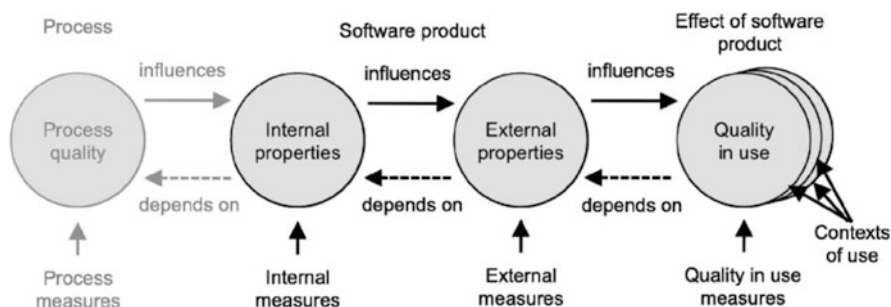 Process
Software product
Effect of software
product
influences
influences
influences
Process
quality
Internal
properties
External
properties
Quality
in use
depends on
depends on
depends on
Contexts
of use
Process
measures
Internal
measures
External
measures
Quality in use
measures